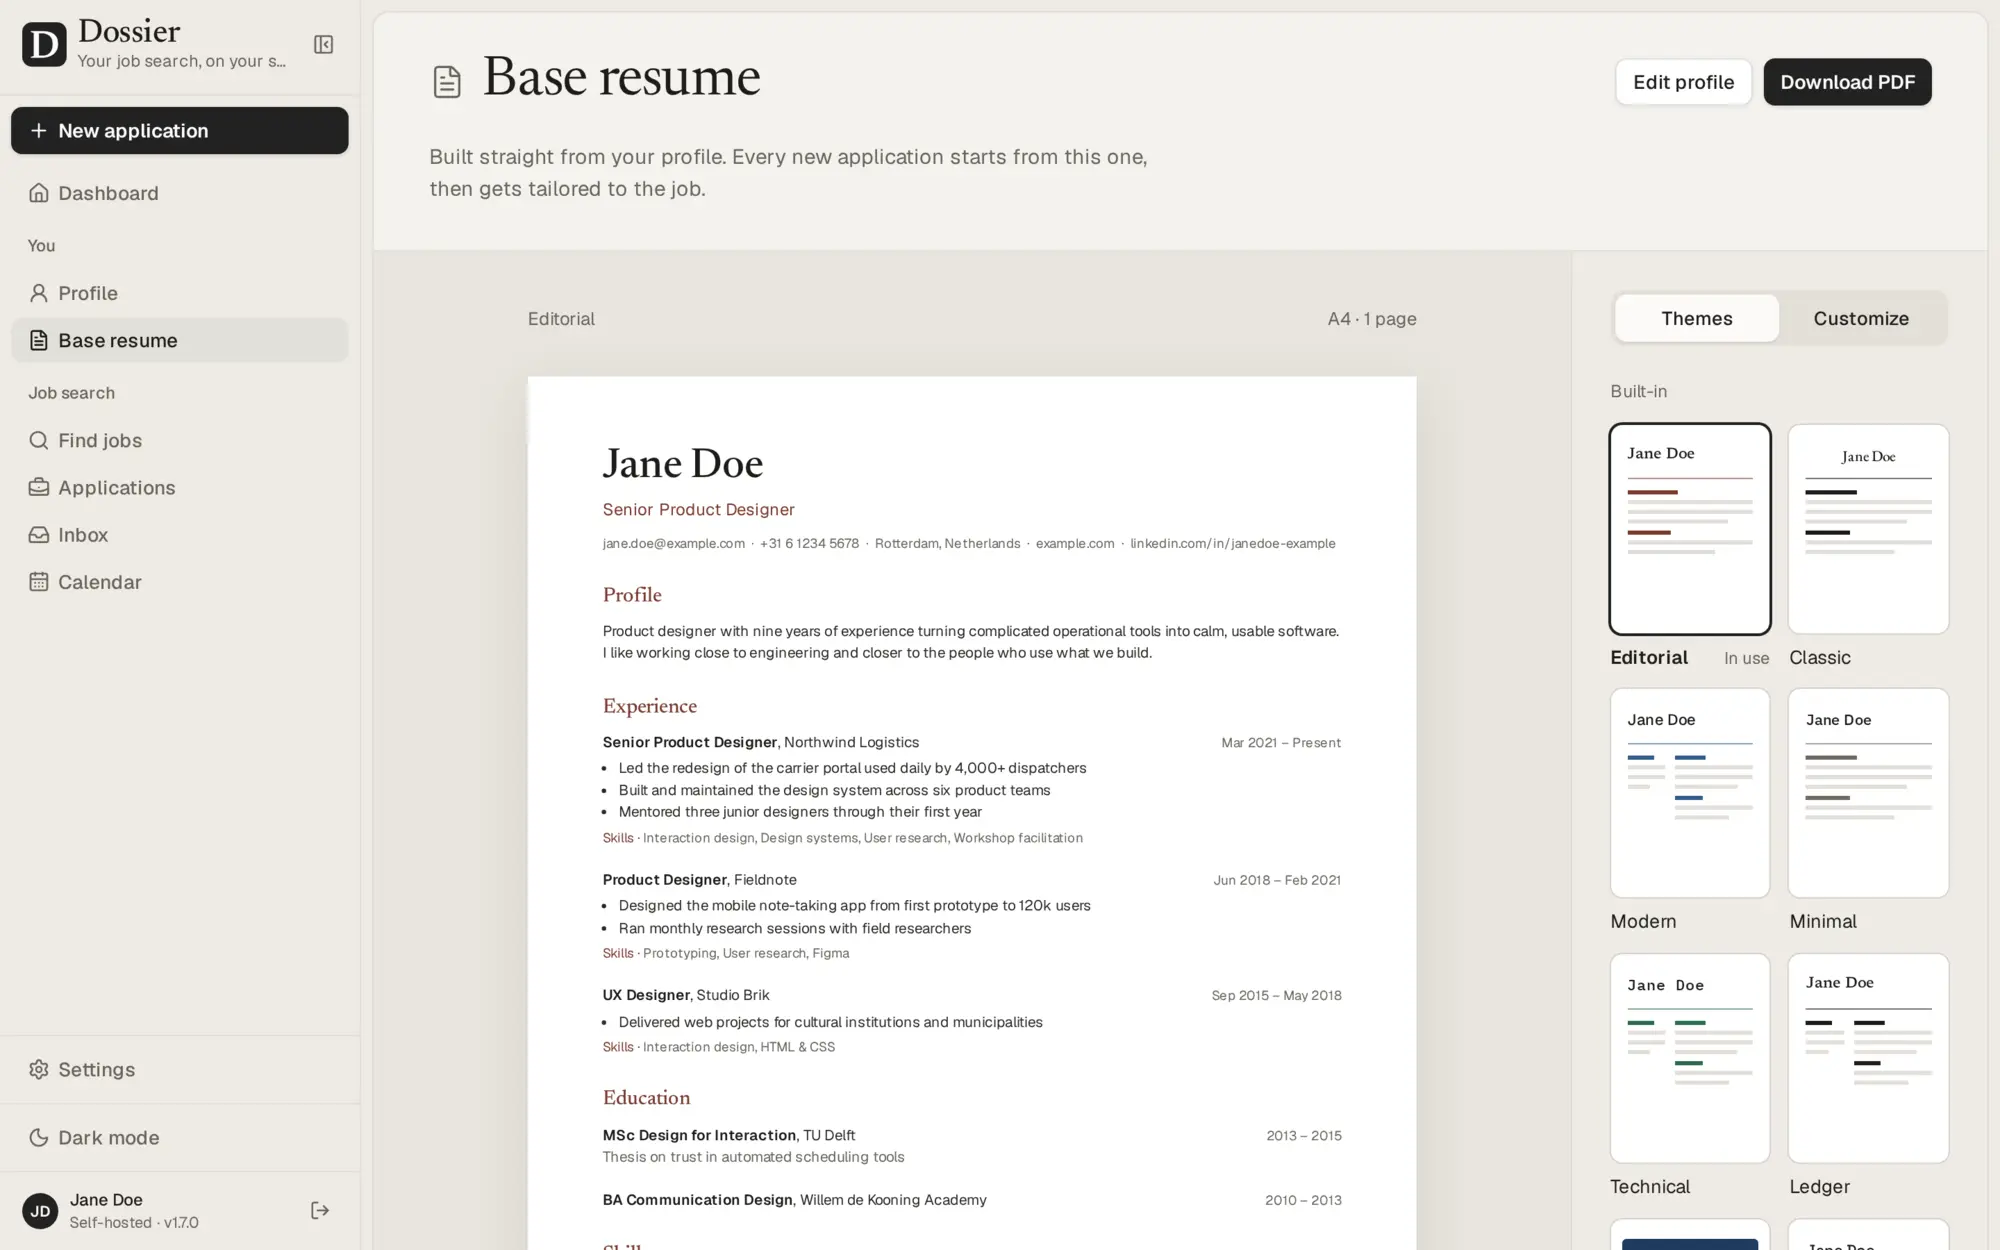 D
Dossier
Your job search, on your s…
New application
Dashboard
You
Profile
Base resume
Job search
Find jobs
Applications
Inbox
Calendar
Settings
Dark mode
JD
Jane Doe
Self-hosted · v1.7.0
Base resume
Edit profile
Download PDF
Built straight from your profile. Every new application starts from this one,
then gets tailored to the job.
Editorial
A4 · 1 page
Jane Doe
Senior Product Designer
jane.doe@example.com · +31 6 1234 5678 · Rotterdam, Netherlands · example.com · linkedin.com/in/janedoe-example
Profile
Product designer with nine years of experience turning complicated operational tools into calm, usable software.
I like working close to engineering and closer to the people who use what we build.
Experience
Senior Product Designer, Northwind Logistics
Mar 2021 – Present
• Led the redesign of the carrier portal used daily by 4,000+ dispatchers
• Built and maintained the design system across six product teams
• Mentored three junior designers through their first year
Skills · Interaction design, Design systems, User research, Workshop facilitation
Product Designer, Fieldnote
Jun 2018 – Feb 2021
• Designed the mobile note-taking app from first prototype to 120k users
• Ran monthly research sessions with field researchers
Skills · Prototyping, User research, Figma
UX Designer, Studio Brik
Sep 2015 – May 2018
• Delivered web projects for cultural institutions and municipalities
Skills · Interaction design, HTML & CSS
Education
MSc Design for Interaction, TU Delft
2013 – 2015
Thesis on trust in automated scheduling tools
BA Communication Design, Willem de Kooning Academy
2010 – 2013
Themes
Customize
Built-in
Jane Doe
Editorial
In use
Jane Doe
Classic
Jane Doe
Modern
Jane Doe
Minimal
Jane Doe
Technical
Jane Doe
Ledger
Jane Doe